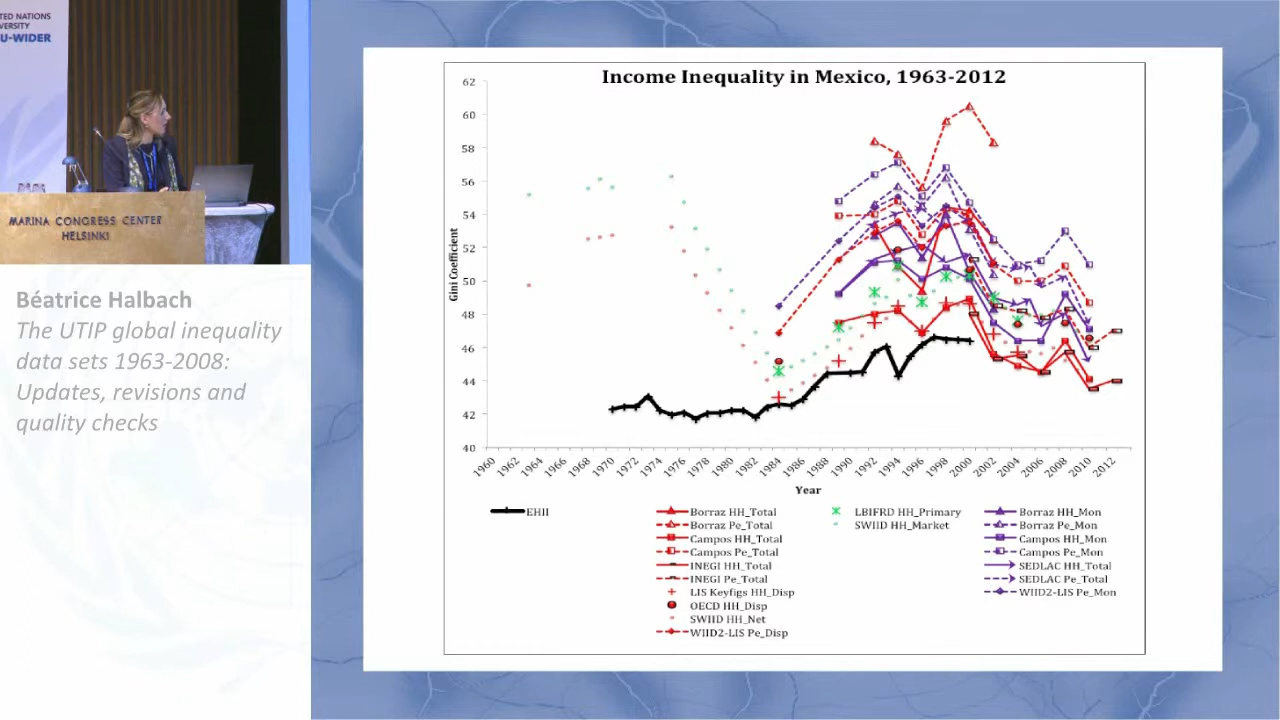 TED NATIONS
VERSITY
U-WIDER
MARINA CONGRESS CENTER
HELSINKI
Béatrice Halbach
The UTIP global inequality
data sets 1963-2008:
Updates, revisions and
quality checks
Income Inequality in Mexico, 1963-2012
Gini Coefficient
62
60
58
56
54
52
50
48
46
44
42
40
1960 1962 1964 1966 1968 1970 1972 1974 1976 1978 1980 1982 1984 1986 1988 1990 1992 1994 1996 1998 2000 2002 2004 2006 2008 2010 2012
Year
EHII
Borraz HH_Total
Borraz Pe_Total
Campos HH_Total
Campos Pe_Total
INEGI HH_Total
INEGI Pe_Total
LIS Keyfigs HH_Disp
OECD HH_Disp
SWIID HH_Net
WIID2-LIS Pe_Disp
LBIFRD HH_Primary
SWIID HH_Market
Borraz HH_Mon
Borraz Pe_Mon
Campos HH_Mon
Campos Pe_Mon
SEDLAC HH_Total
SEDLAC Pe_Total
WIID2-LIS Pe_Mon